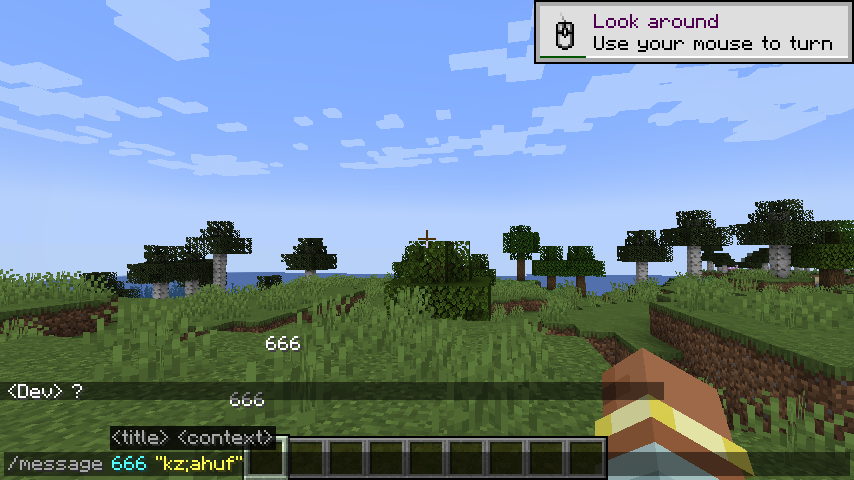 Look around
Use your mouse to turn
666
<Dev> ?
666
<title> <context>
/message 666 "kz;ahuf"